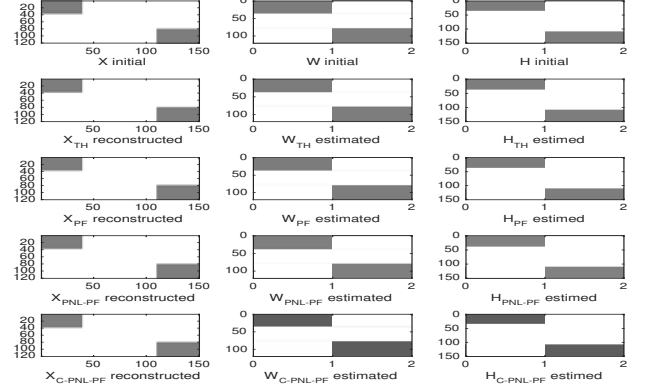 20 40 60 80 100 120
50 100 150
X initial
0 50 100
0 1 2
W initial
0 50 100 150
0 1 2
H initial
20 40 60 80 100 120
50 100 150
X_TH reconstructed
0 50 100
0 1 2
W_TH estimated
0 50 100 150
0 1 2
H_TH estimed
20 40 60 80 100 120
50 100 150
X_PF reconstructed
0 50 100
0 1 2
W_PF estimated
0 50 100 150
0 1 2
H_PF estimed
20 40 60 80 100 120
50 100 150
X_PNL-PF reconstructed
0 50 100
0 1 2
W_PNL-PF estimated
0 50 100 150
0 1 2
H_PNL-PF estimed
20 40 60 80 100 120
50 100 150
X_C-PNL-PF reconstructed
0 50 100
0 1 2
W_C-PNL-PF estimated
0 50 100 150
0 1 2
H_C-PNL-PF estimated